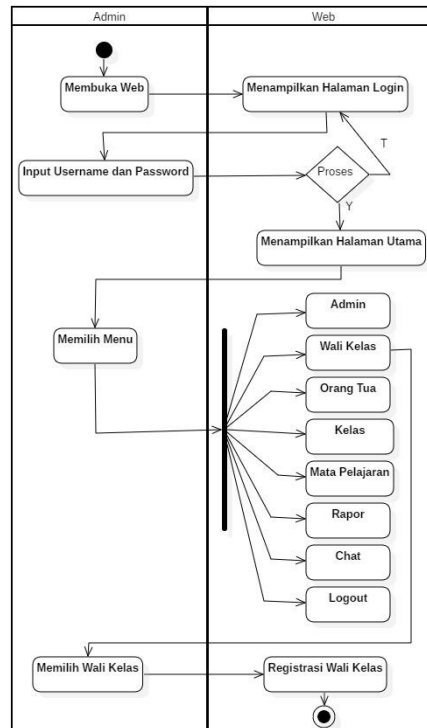 Admin
Web
Membuka Web
Menampilkan Halaman Login
Input Username dan Password
Proses
T
Y
Menampilkan Halaman Utama
Memilih Menu
Admin
Wali Kelas
Orang Tua
Kelas
Mata Pelajaran
Rapor
Chat
Logout
Memilih Wali Kelas
Registrasi Wali Kelas